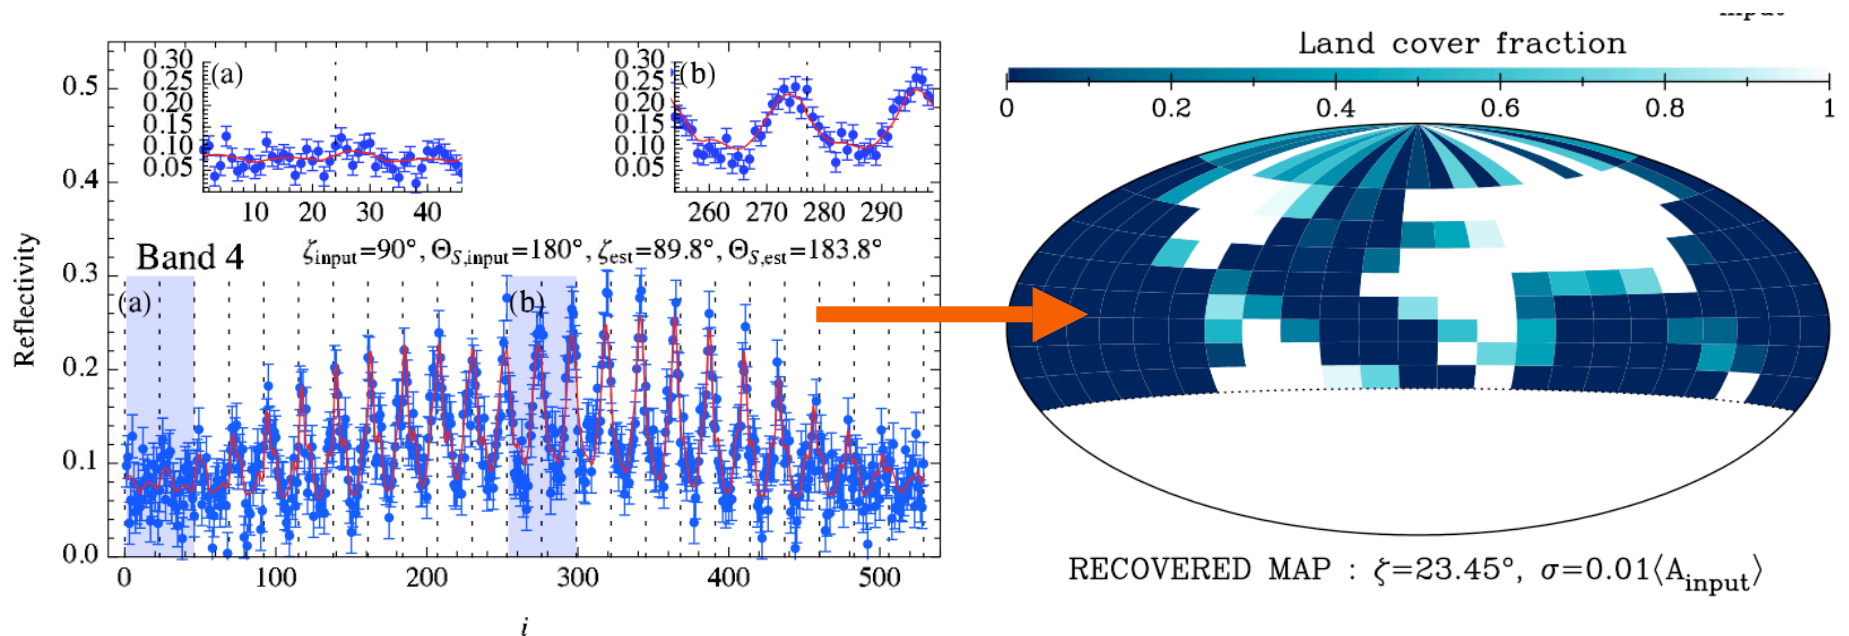 Land cover fraction
0 0.2 0.4 0.6 0.8 1
0.30 (a)
0.25
0.20
0.15
0.10
0.05
10 20 30 40
0.30 (b)
0.25
0.20
0.15
0.10
0.05
260 270 280 290
Band 4
ζinput=90°, ΘS,input=180°, ζest=89.8°, ΘS,est=183.8°
(a) (b)
Reflectivity
0.5
0.4
0.3
0.2
0.1
0.0
0 100 200 300 400 500
i
RECOVERED MAP : ζ=23.45°, σ=0.01⟨Ainput⟩